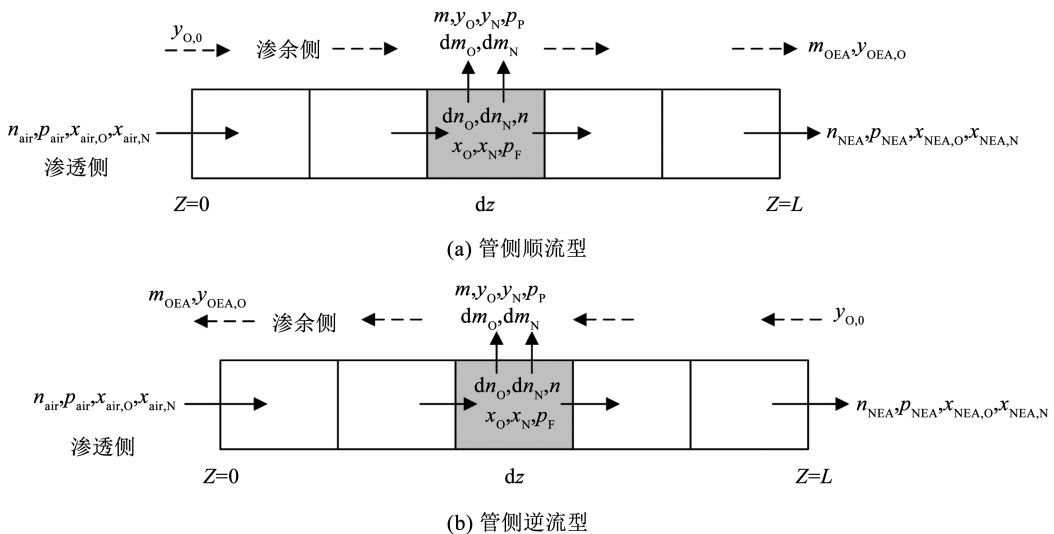 y_O,0
渗余侧
m,y_O,y_N,p_P
dm_O,dm_N
m_OEA,y_OEA,O
n_air,p_air,x_air,O,x_air,N
渗透侧
dn_O,dn_N,n
x_O,x_N,p_F
n_NEA,p_NEA,x_NEA,O,x_NEA,N
Z=0
dz
Z=L
(a) 管侧顺流型
m_OEA,y_OEA,O
渗余侧
m,y_O,y_N,p_P
dm_O,dm_N
y_O,0
n_air,p_air,x_air,O,x_air,N
渗透侧
dn_O,dn_N,n
x_O,x_N,p_F
n_NEA,p_NEA,x_NEA,O,x_NEA,N
Z=0
dz
Z=L
(b) 管侧逆流型